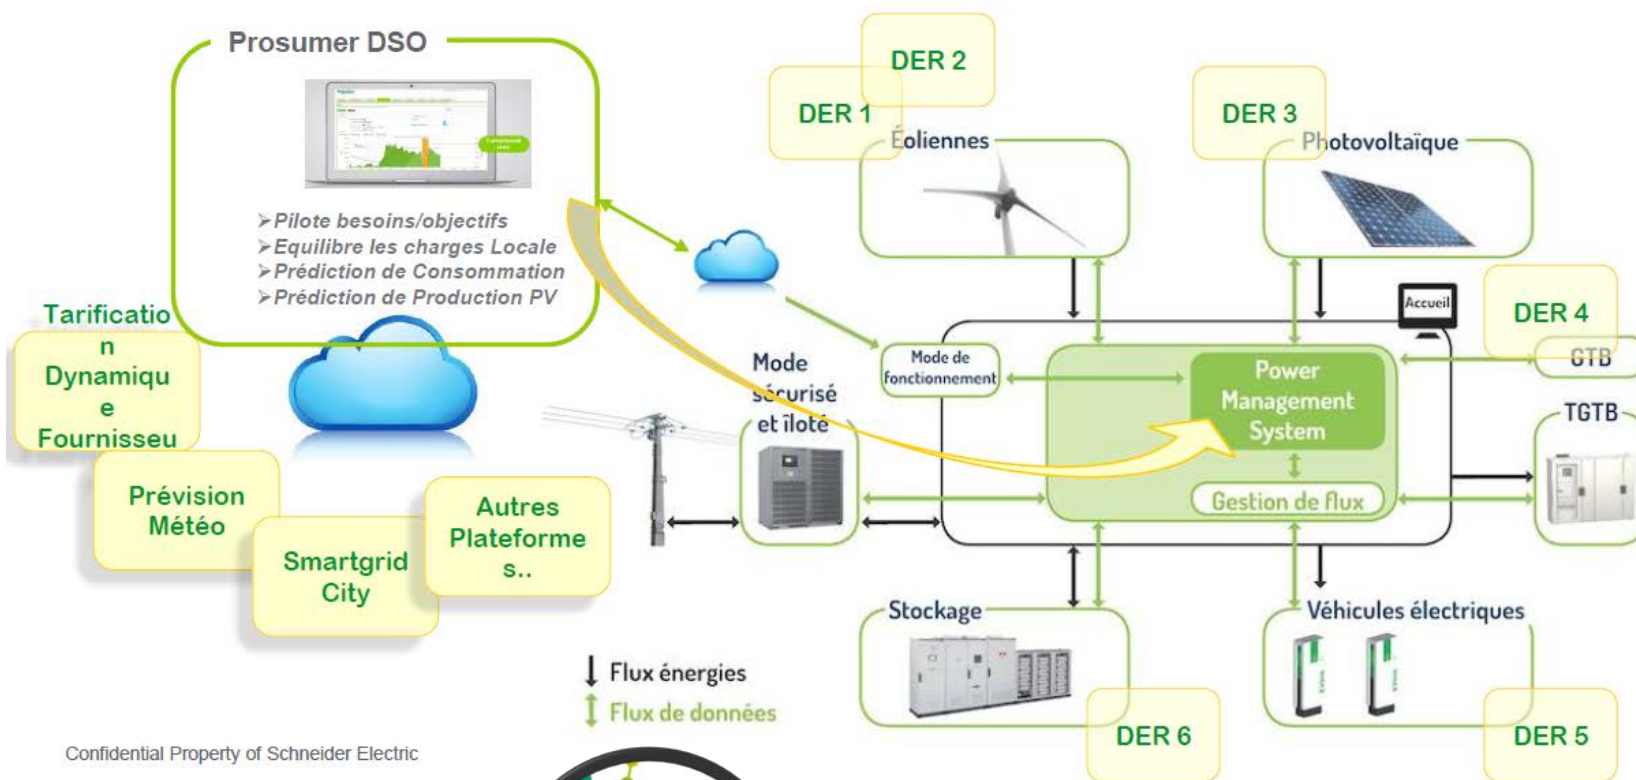 Prosumer DSO
➢Pilote besoins/objectifs
➢Equilibre les charges Locale
➢Prédiction de Consommation
➢Prédiction de Production PV
Tarificatio
n
Dynamiqu
e
Fournisseu
Prévision
Météo
Smartgrid
City
Autres
Plateforme
s..
DER 1
DER 2
Éoliennes
DER 3
Photovoltaïque
Accueil
DER 4
GTB
Mode de
fonctionnement
Power
Management
System
Gestion de flux
Mode
sécurisé
et îloté
TGTB
Stockage
DER 6
Véhicules électriques
DER 5
Flux énergies
Flux de données
Confidential Property of Schneider Electric